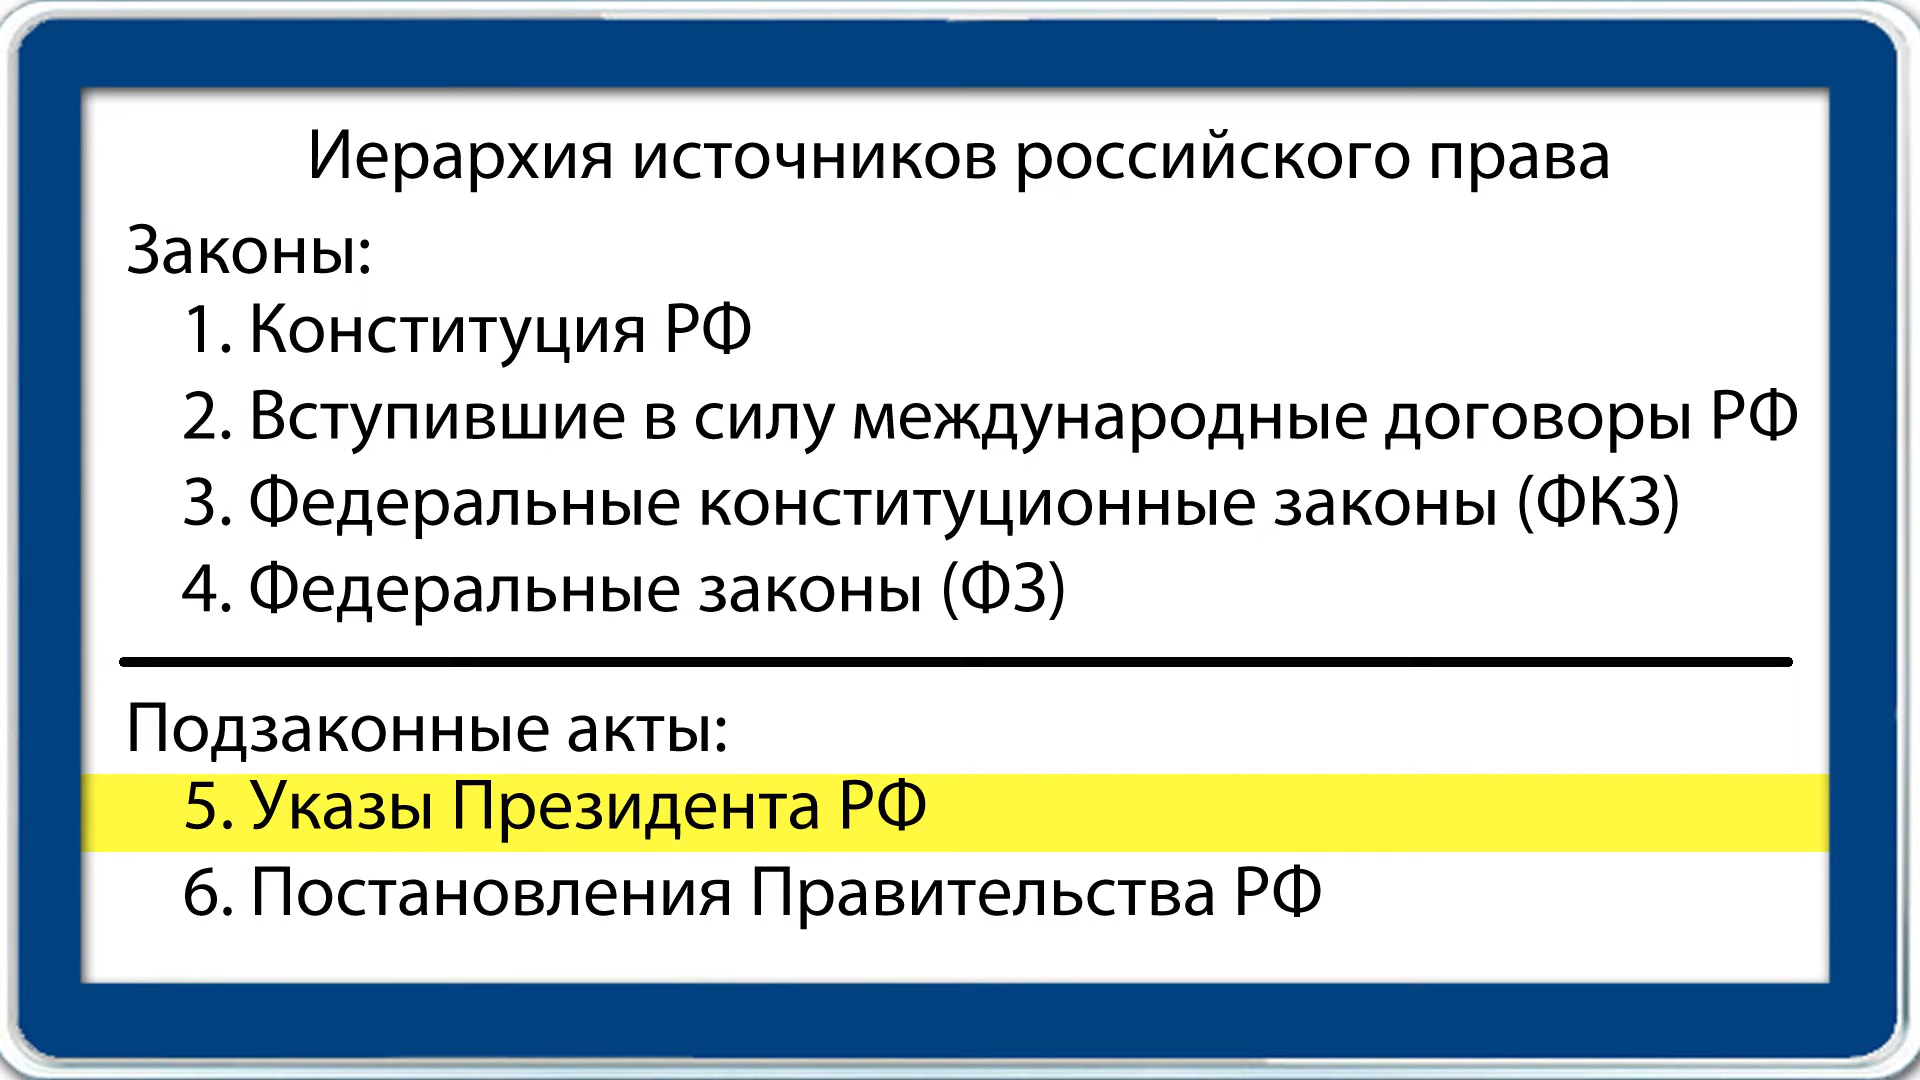 Иерархия источников российского права
Законы:
1. Конституция РФ
2. Вступившие в силу международные договоры РФ
3. Федеральные конституционные законы (ФКЗ)
4. Федеральные законы (ФЗ)
Подзаконные акты:
5. Указы Президента РФ
6. Постановления Правительства РФ